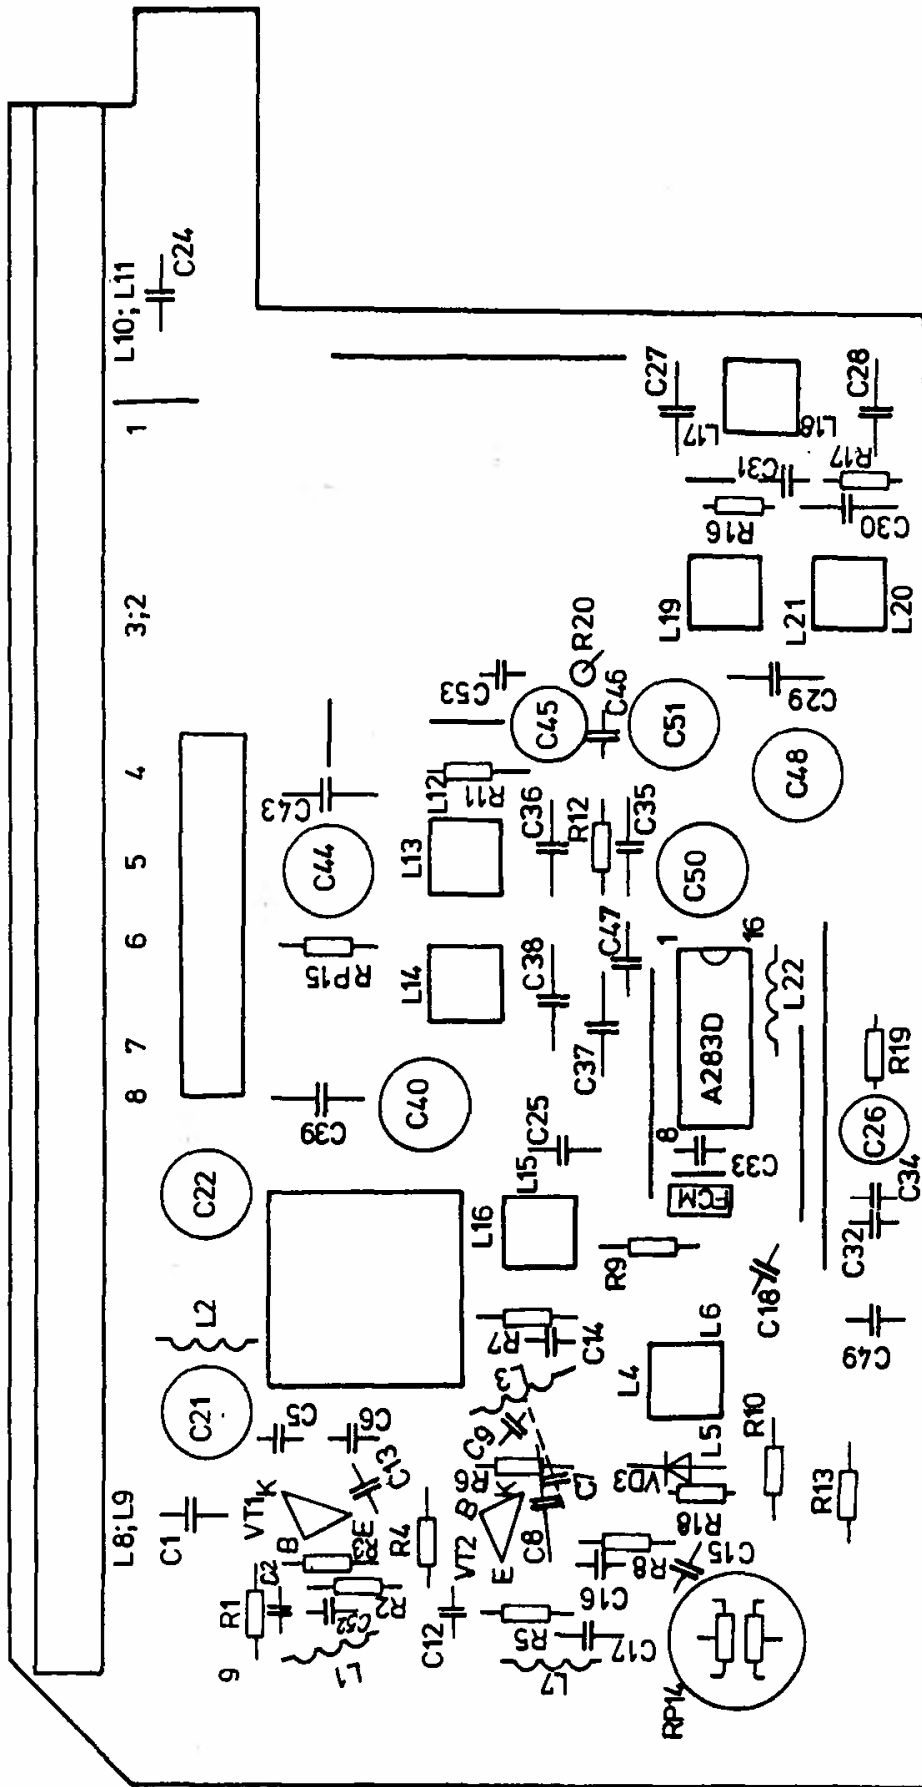 L10; L11
C24
1
C27
L17
L18
C28
C31
R17
R16
C30
3;2
L19
L21
L20
R20
C53
C46
C29
C45
C51
C48
4
C43
L12
R11
C36
R12
C35
5
C44
L13
C50
6
RP15
L14
C38
C47
1
16
L22
7
C37
A283D
R19
8
C39
C40
C25
8
C33
C26
C34
FCM
C22
L15
L16
R9
C32
L2
C18
R7
C14
L6
C49
L4
L3
C21
C5
C6
C9
L5
R10
L8; L9
C1
VT1
K
C13
R6
C7
VD3
R13
B
E
R3
R4
VT2
B
K
E
C8
R18
C2
R8
C15
R1
R2
C52
C12
R5
C16
C17
9
L1
L7
RP14